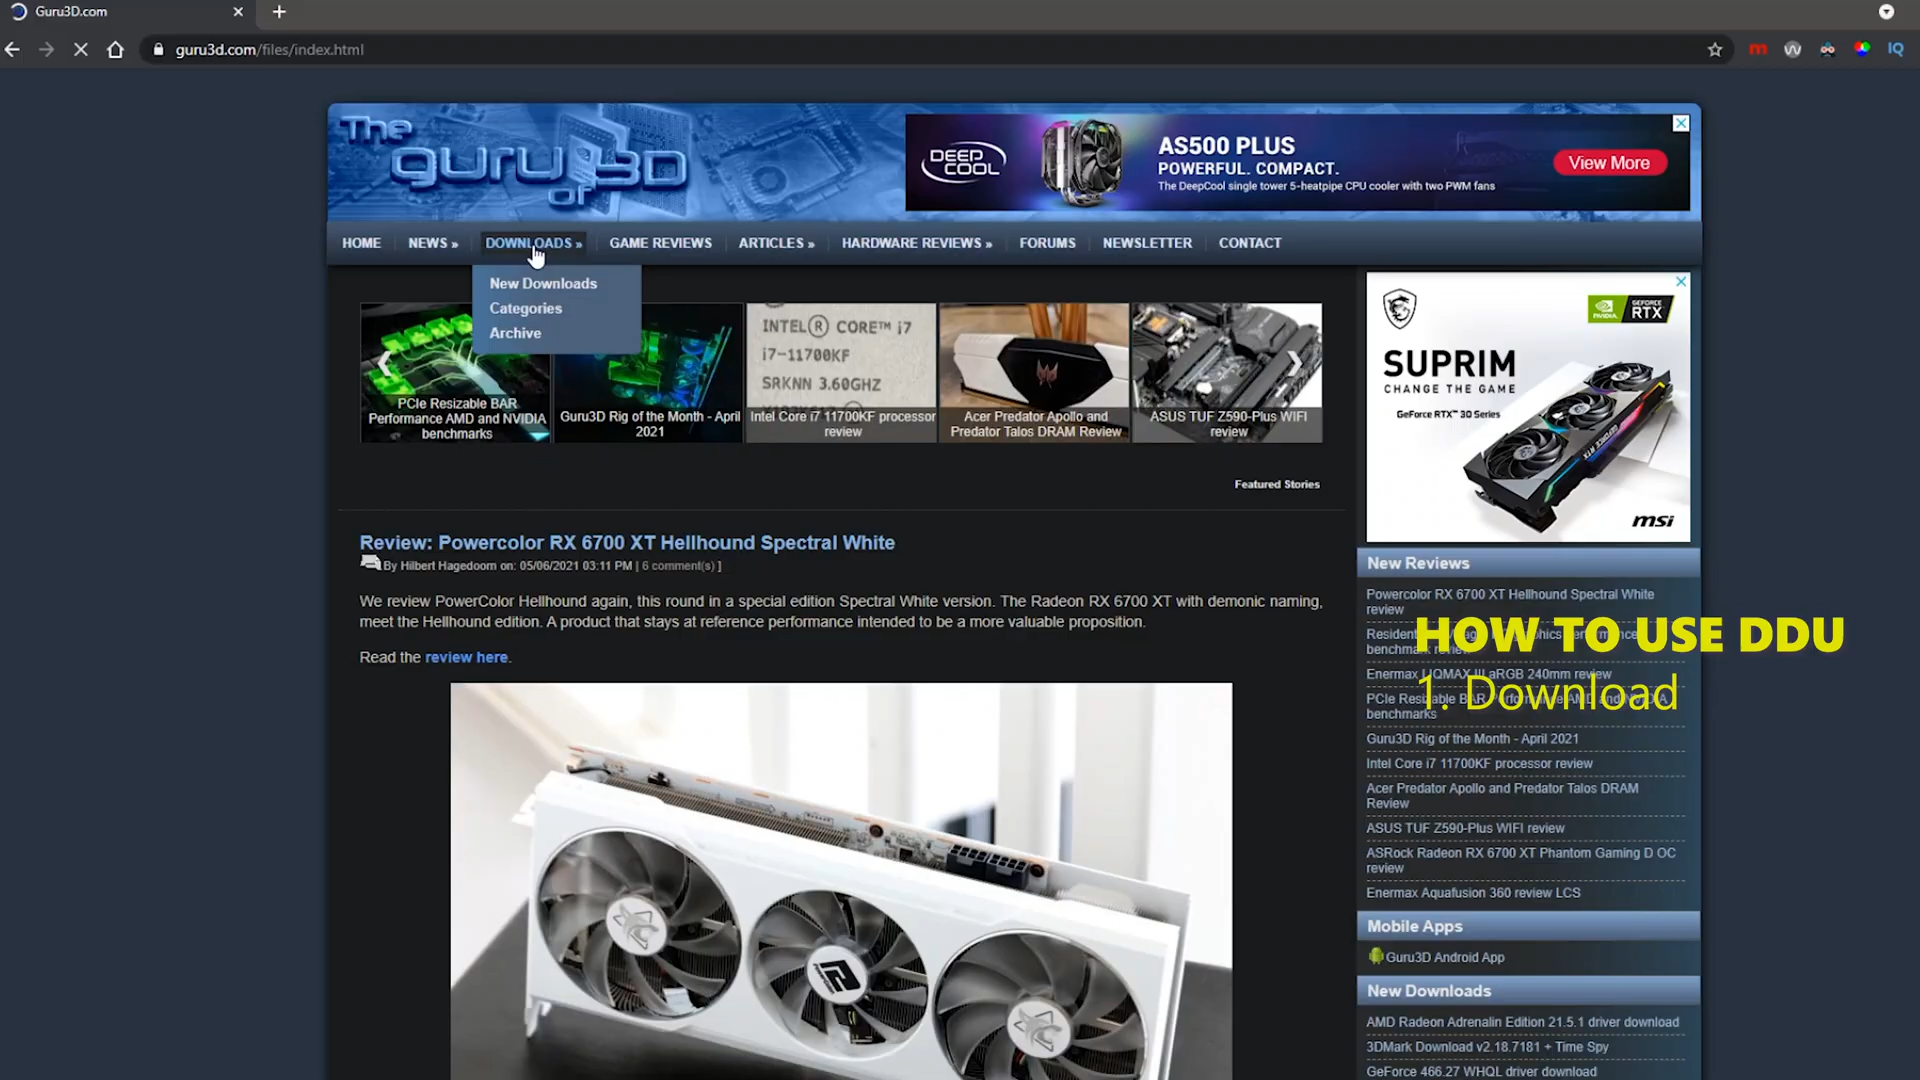 Guru3D.com
guru3d.com/files/index.html
The
guru of 3D
DEEP
COOL
AS500 PLUS
POWERFUL. COMPACT.
The DeepCool single tower 5-heatpipe CPU cooler with two PWM fans
View More
HOME
NEWS »
DOWNLOADS »
GAME REVIEWS
ARTICLES »
HARDWARE REVIEWS »
FORUMS
NEWSLETTER
CONTACT
New Downloads
Categories
Archive
PCIe Resizable BAR
Performance AMD and NVIDIA
benchmarks
Guru3D Rig of the Month - April
2021
INTEL® CORE™ i7
i7-11700KF
SRKNN 3.60GHZ
Intel Core i7 11700KF processor
review
Acer Predator Apollo and
Predator Talos DRAM Review
ASUS TUF Z590-Plus WIFI
review
Featured Stories
Review: Powercolor RX 6700 XT Hellhound Spectral White
By Hilbert Hagedoorn on: 05/06/2021 03:11 PM | 6 comment(s) ]
We review PowerColor Hellhound again, this round in a special edition Spectral White version. The Radeon RX 6700 XT with demonic naming,
meet the Hellhound edition. A product that stays at reference performance intended to be a more valuable proposition.
Read the review here.
NVIDIA
GEFORCE
RTX
SUPRIM
CHANGE THE GAME
GeForce RTX™ 30 Series
msi
New Reviews
Powercolor RX 6700 XT Hellhound Spectral White
review
HOW TO USE DDU
benchmark review
Enermax LIQMAX III aRGB 240mm review
1. Download
PCIe Resizable BAR Performance AMD and NVIDIA
benchmarks
Guru3D Rig of the Month - April 2021
Intel Core i7 11700KF processor review
Acer Predator Apollo and Predator Talos DRAM
Review
ASUS TUF Z590-Plus WIFI review
ASRock Radeon RX 6700 XT Phantom Gaming D OC
review
Enermax Aquafusion 360 review LCS
Mobile Apps
Guru3D Android App
New Downloads
AMD Radeon Adrenalin Edition 21.5.1 driver download
3DMark Download v2.18.7181 + Time Spy
GeForce 466.27 WHQL driver download